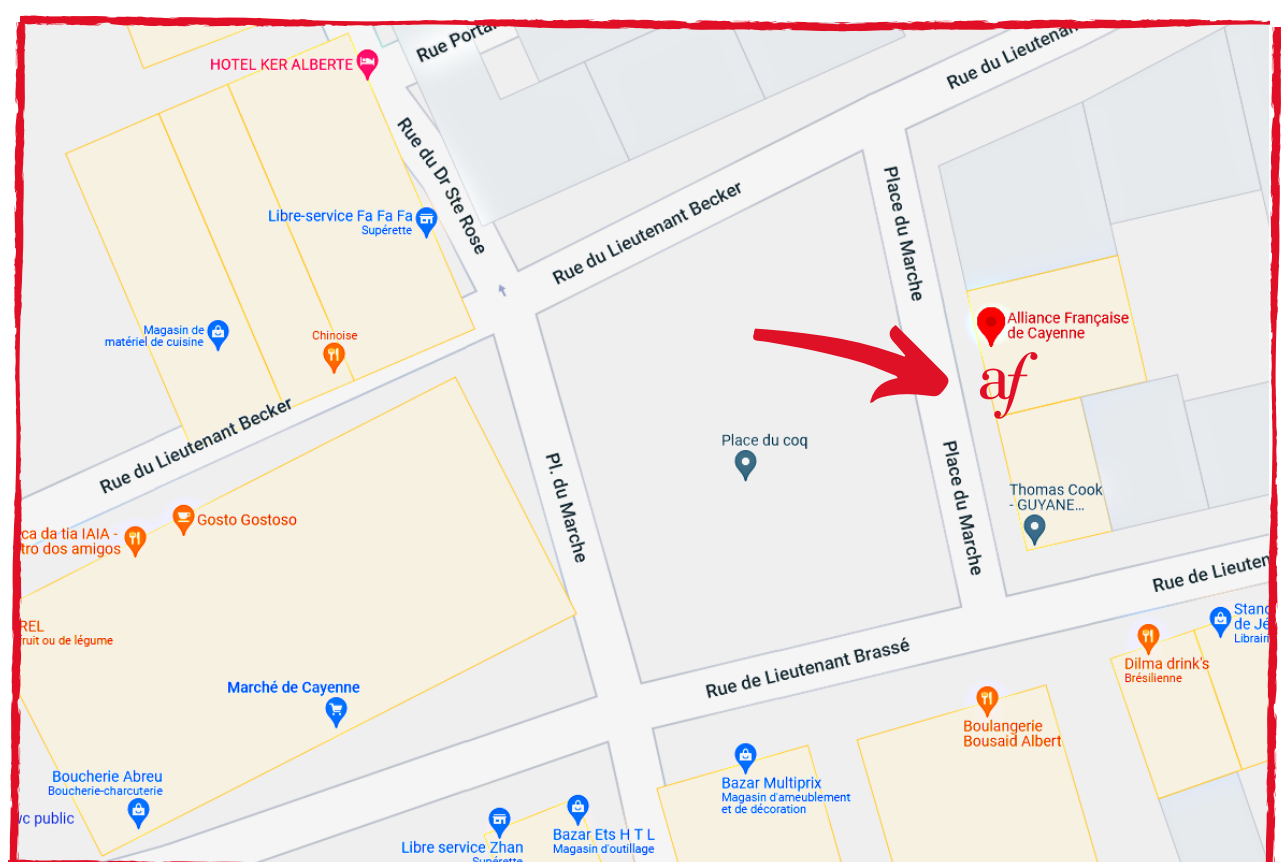 Rue Portal
HOTEL KER ALBERTE
Rue du Lieutenant
Rue du Dr Ste Rose
Place du Marche
Rue du Lieutenant Becker
Libre-service Fa Fa Fa
Supérette
Magasin de
matériel de cuisine
Chinoise
Alliance Française
de Cayenne
af
Rue du Lieutenant Becker
Place du coq
Pl. du Marche
Place du Marche
Thomas Cook
- GUYANE...
Gosto Gostoso
ca da tia IAIA -
tro dos amigos
Rue de Lieuten
REL
ruit ou de légume
Stand
de Jé
Librairi
Rue de Lieutenant Brassé
Dilma drink's
Brésilienne
Marché de Cayenne
Boulangerie
Bousaid Albert
Boucherie Abreu
Boucherie-charcuterie
Bazar Multiprix
Magasin d'ameublement
et de décoration
wc public
Bazar Ets H T L
Magasin d'outillage
Libre service Zhan
Supérette